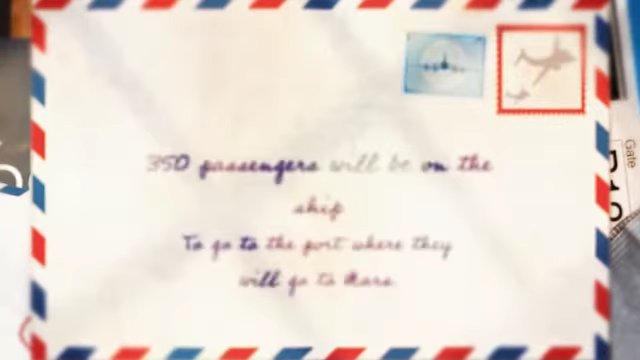 350 passengers will be on the
ship
To go to the port where they
will go to Mars.
Gate